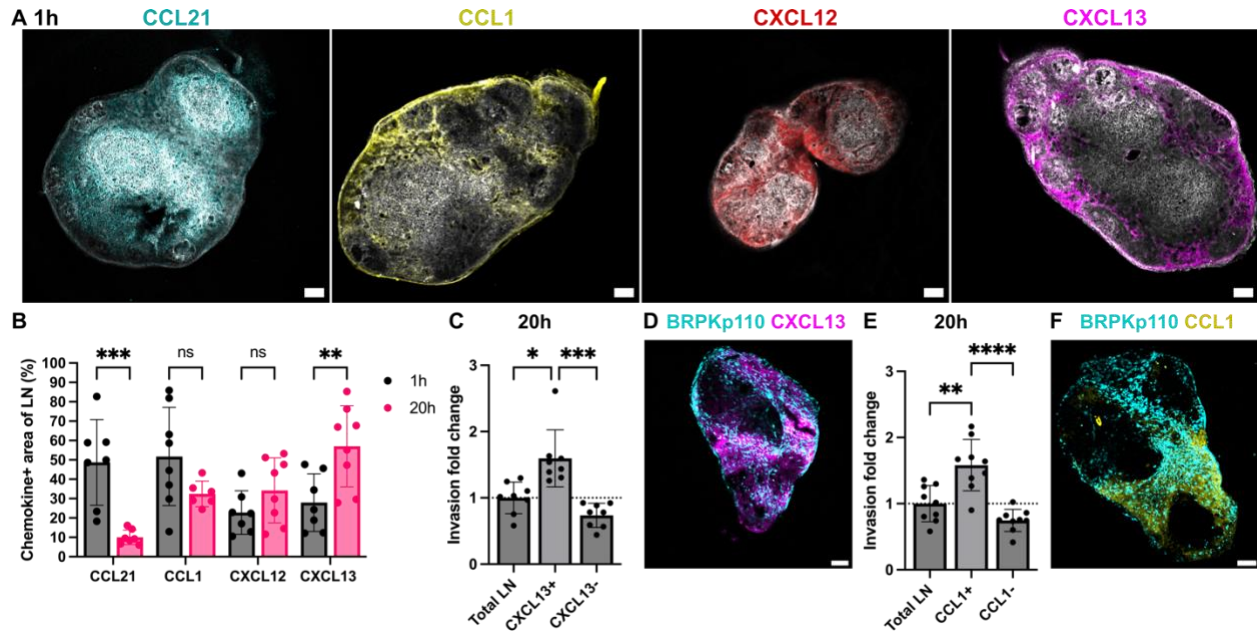 A 1h CCL21 CCL1 CXCL12 CXCL13
B
Chemokine+ area of LN (%)
100
90
80
70
60
50
40
30
20
10
0
*** ns ns **
1h
20h
CCL21 CCL1 CXCL12 CXCL13
C 20h
Invasion fold change
3
2
1
0
* ***
Total LN CXCL13+ CXCL13-
D BRPKp110 CXCL13
E 20h
Invasion fold change
3
2
1
0
** ****
Total LN CCL1+ CCL1-
F BRPKp110 CCL1